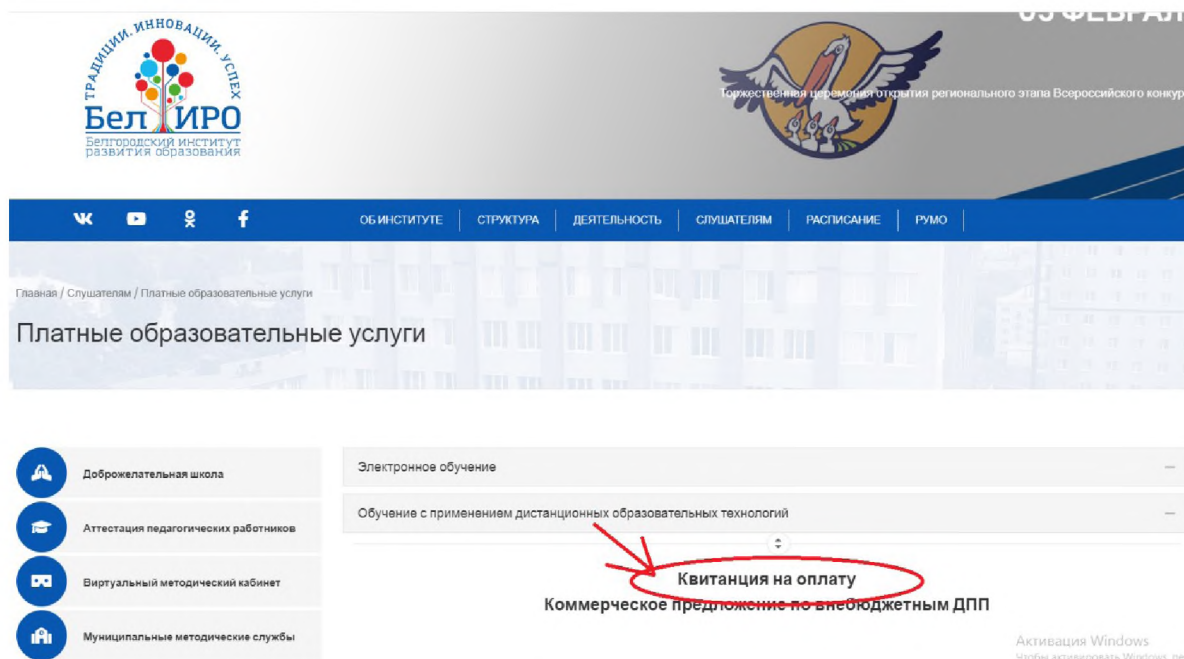 ТРАДИЦИИ, ИННОВАЦИИ, УСПЕХ
Бел ИРО
Белгородский институт
развития образования
Торжественная церемония открытия регионального этапа Всероссийского
ОБ ИНСТИТУТЕ
СТРУКТУРА
ДЕЯТЕЛЬНОСТЬ
СЛУШАТЕЛЯМ
РАСПИСАНИЕ
РУМО
Главная / Слушателям / Платные образовательные услуги
Платные образовательные услуги
Доброжелательная школа
Аттестация педагогических работников
Виртуальный методический кабинет
Муниципальные методические службы
Электронное обучение
Обучение с применением дистанционных образовательных технологий
Квитанция на оплату
Коммерческое предложение по внебюджетным ДПП
Активация Windows